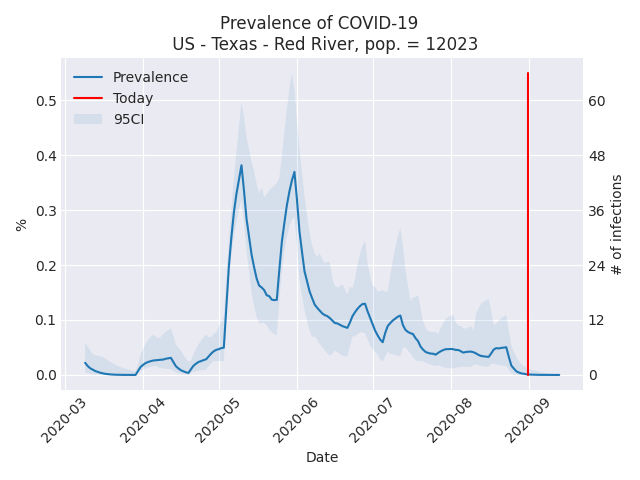 Prevalence of COVID-19
US - Texas - Red River, pop. = 12023
Prevalence
Today
95CI
%
0.5
0.4
0.3
0.2
0.1
0.0
60
48
36
24
12
0
# of infections
2020-03
2020-04
2020-05
2020-06
2020-07
2020-08
2020-09
Date